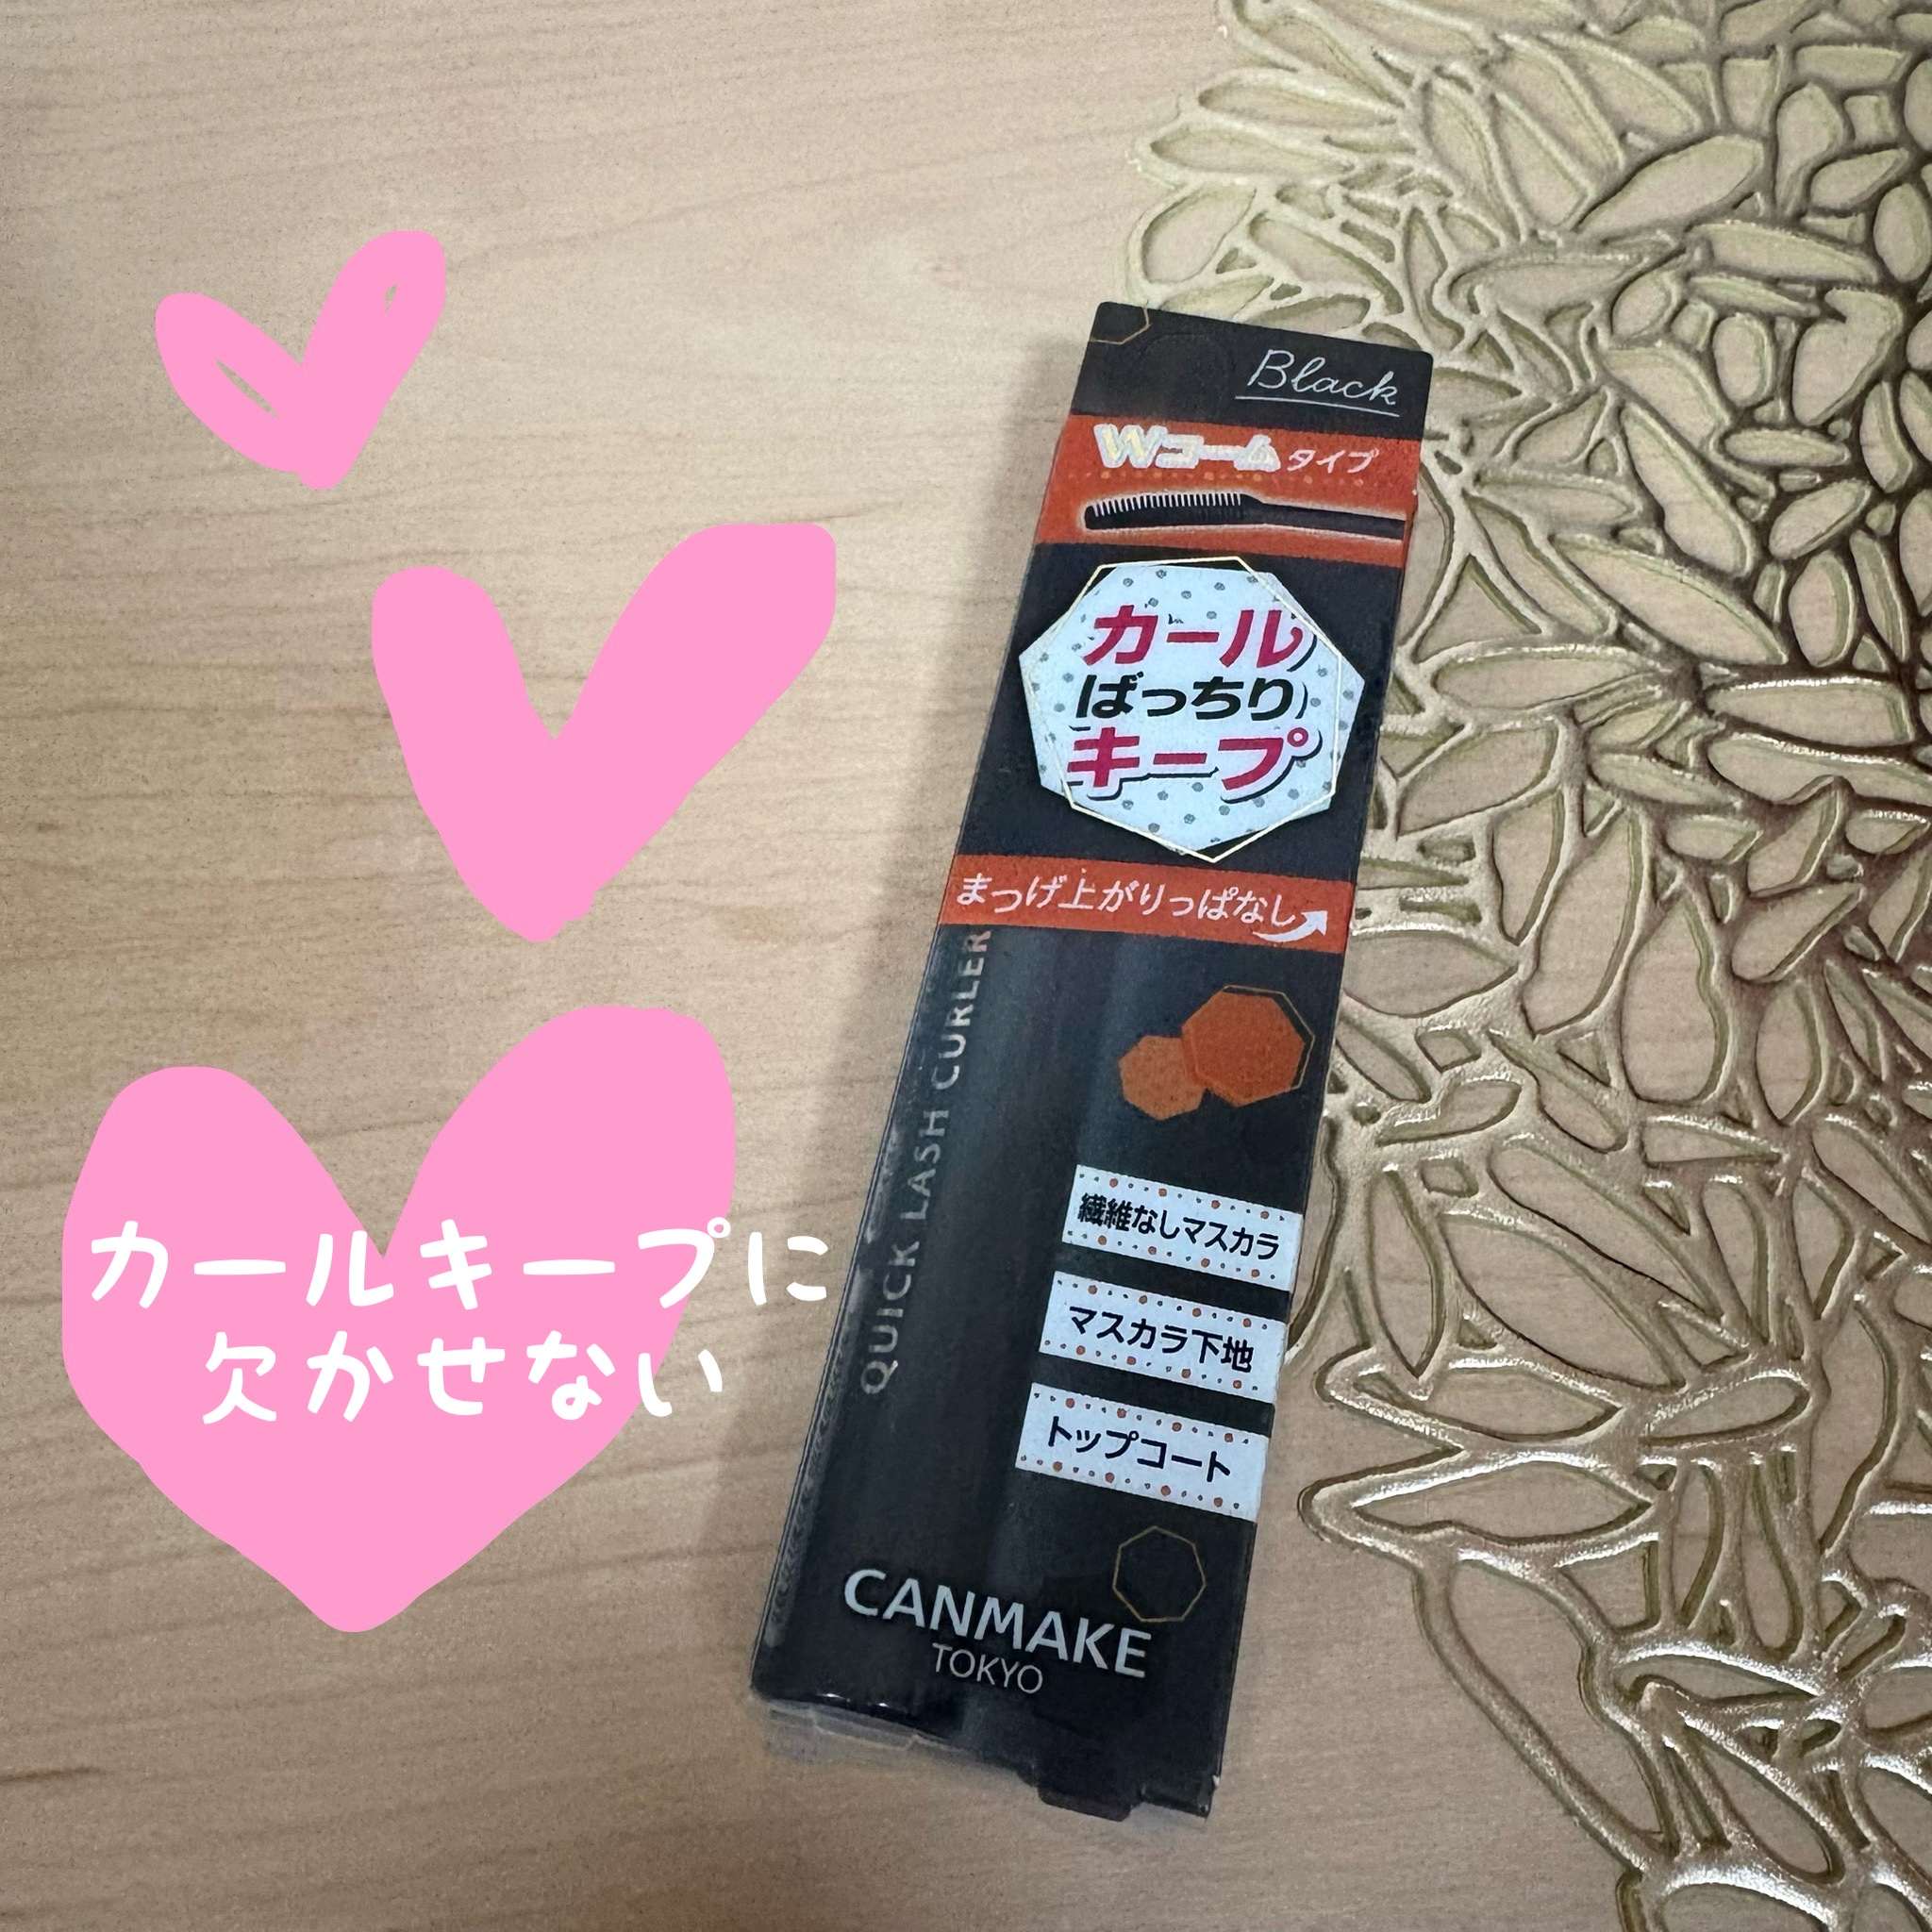 Black
Wコームタイプ
カール
ばっちり
キープ
まつげ上がりっぱなし
QUICK LASH CURLER
繊維なしマスカラ
マスカラ下地
トップコート
CANMAKE
TOKYO
カールキープに
欠かせない